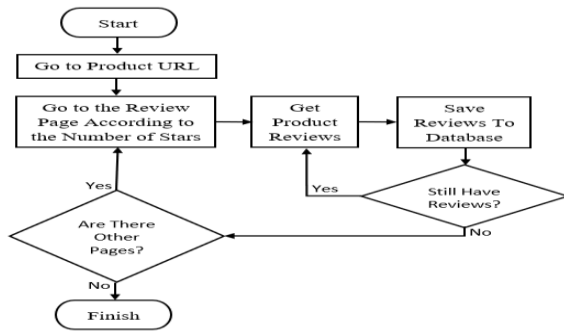 Start
Go to Product URL
Go to the Review
Page According to
the Number of Stars
Get
Product
Reviews
Save
Reviews To
Database
Still Have
Reviews?
Yes
No
Are There
Other
Pages?
Yes
No
Finish